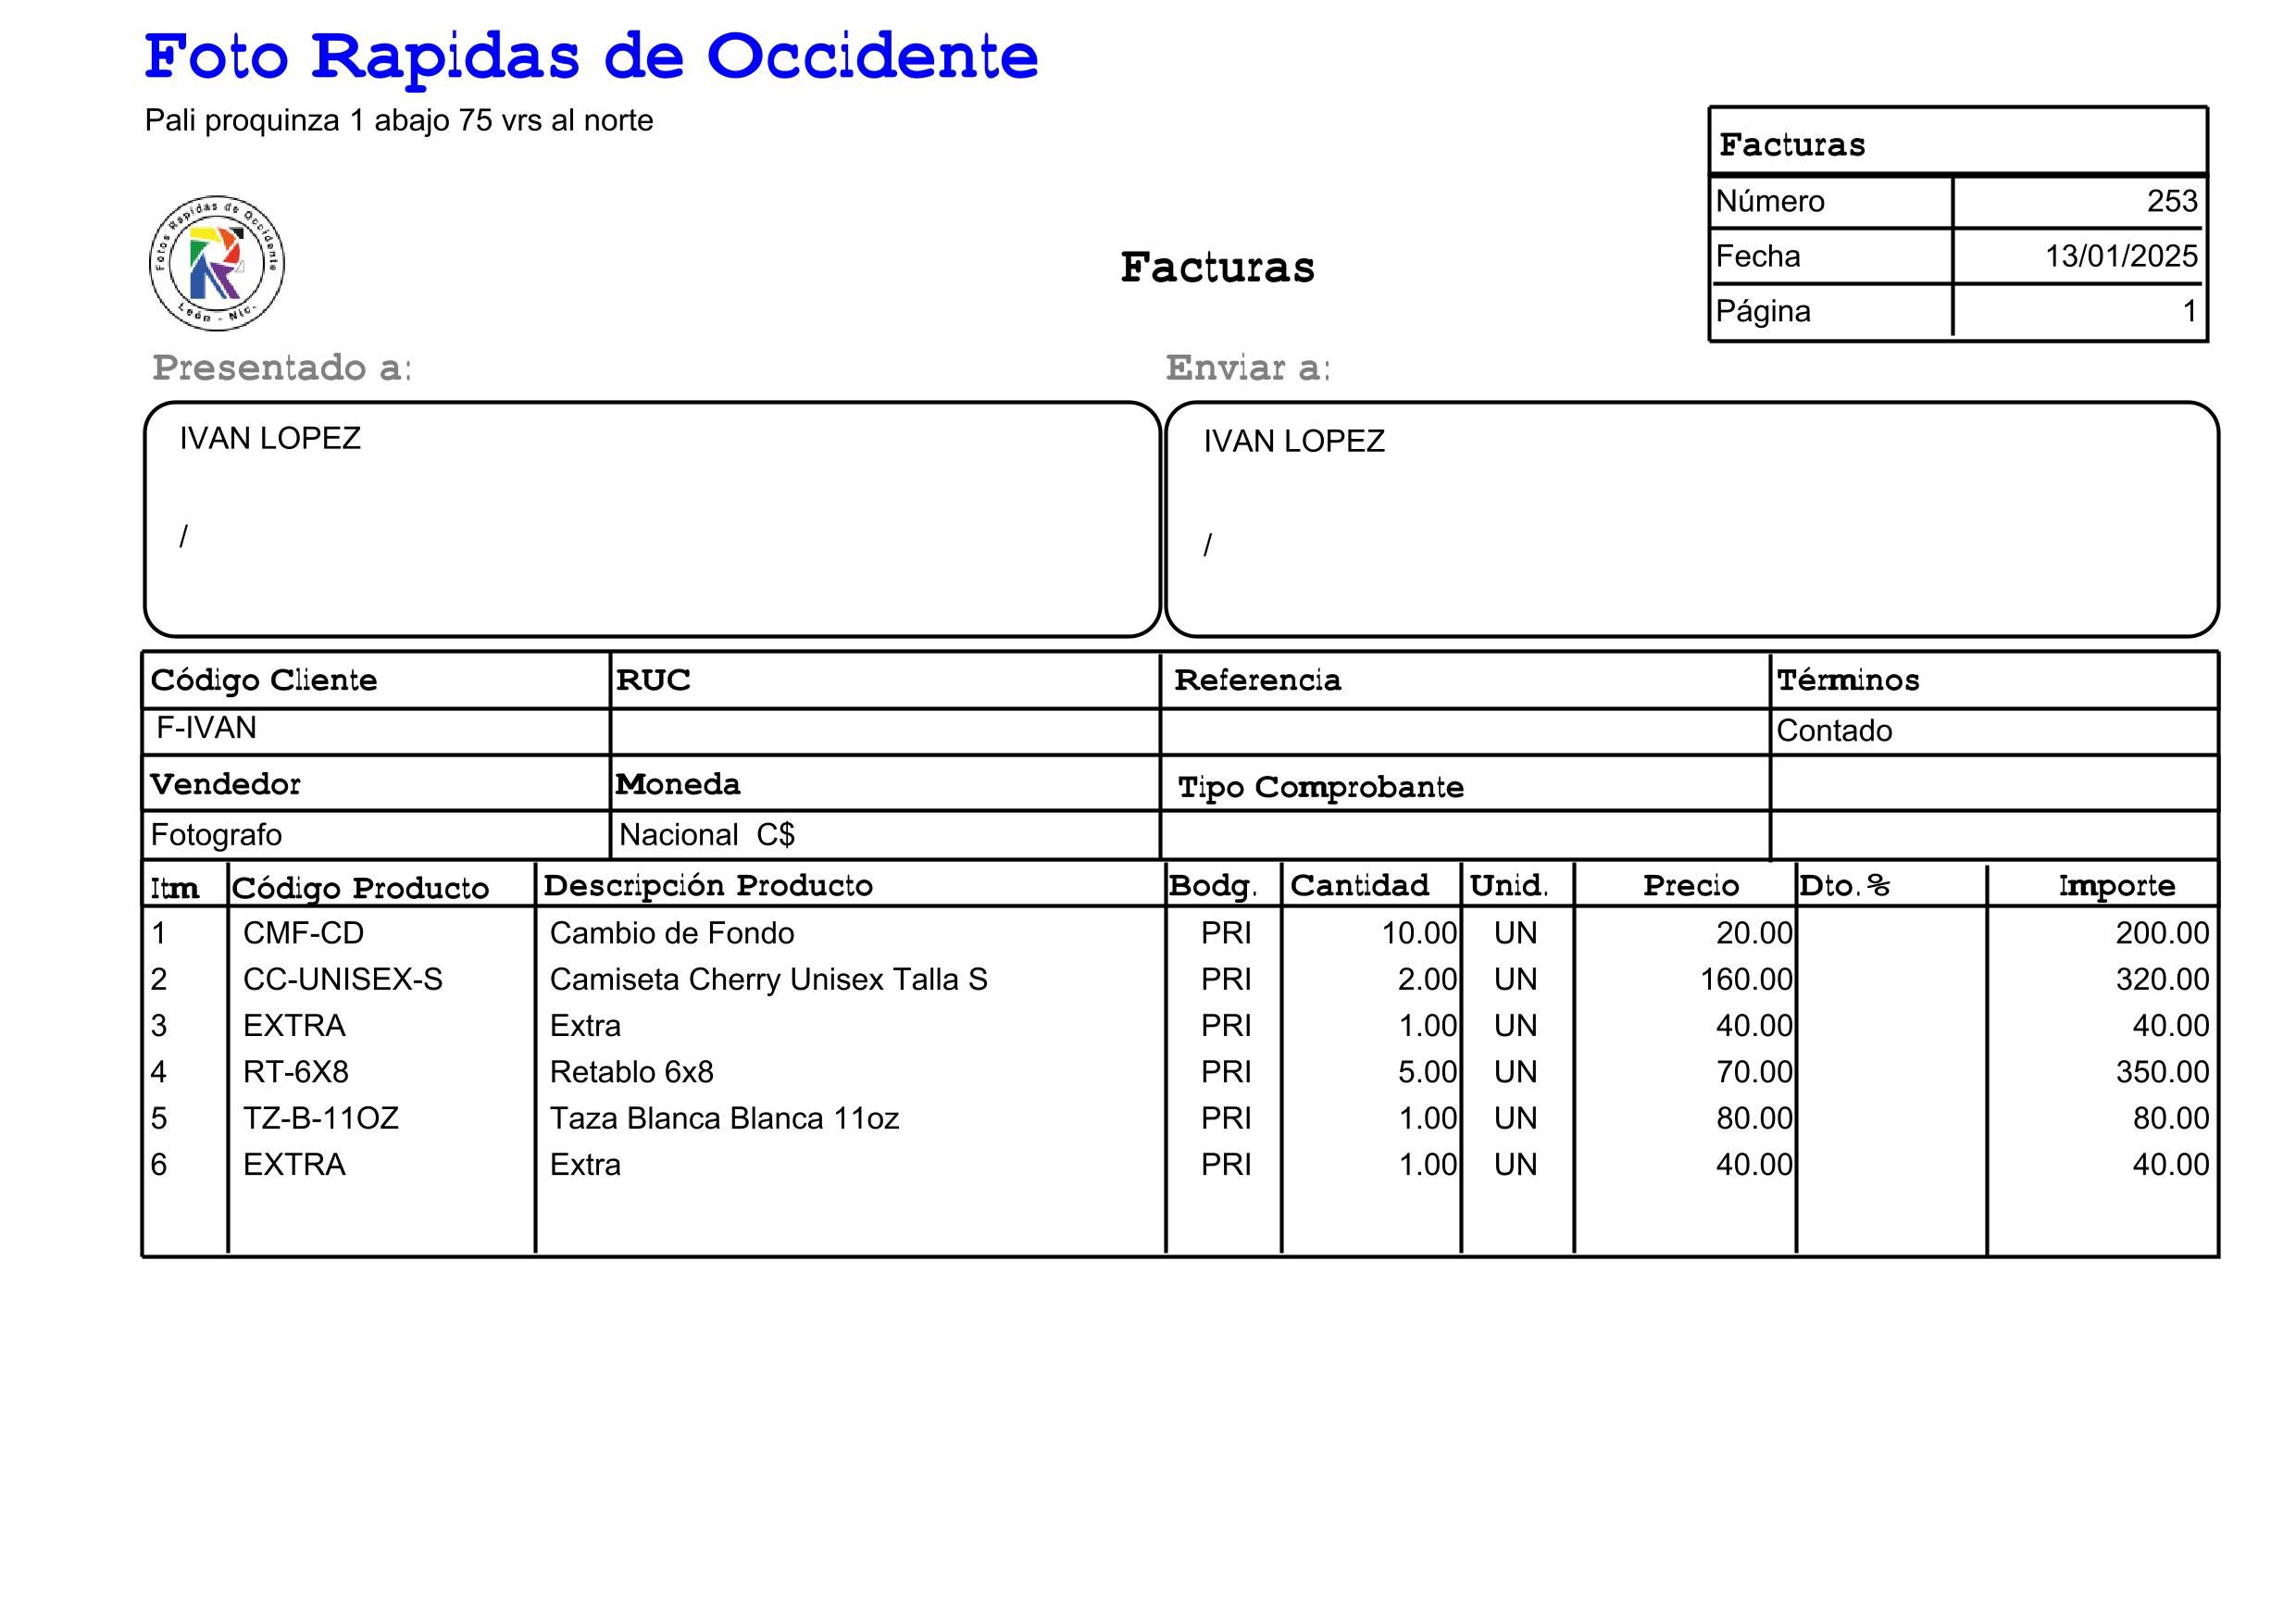 Foto Rapidas de Occidente
Pali proquinza 1 abajo 75 vrs al norte
Facturas
Número 253
Fecha 13/01/2025
Página 1
Fotos Rapidas de Occidente
León - Nic.
Facturas
Presentado a: Enviar a:
IVAN LOPEZ IVAN LOPEZ
/ /
Código Cliente RUC Referencia Términos
F-IVAN Contado
Vendedor Moneda Tipo Comprobante
Fotografo Nacional C$
Itm Código Producto Descripción Producto Bodg. Cantidad Unid. Precio Dto.% Importe
1 CMF-CD Cambio de Fondo PRI 10.00 UN 20.00 200.00
2 CC-UNISEX-S Camiseta Cherry Unisex Talla S PRI 2.00 UN 160.00 320.00
3 EXTRA Extra PRI 1.00 UN 40.00 40.00
4 RT-6X8 Retablo 6x8 PRI 5.00 UN 70.00 350.00
5 TZ-B-11OZ Taza Blanca Blanca 11oz PRI 1.00 UN 80.00 80.00
6 EXTRA Extra PRI 1.00 UN 40.00 40.00